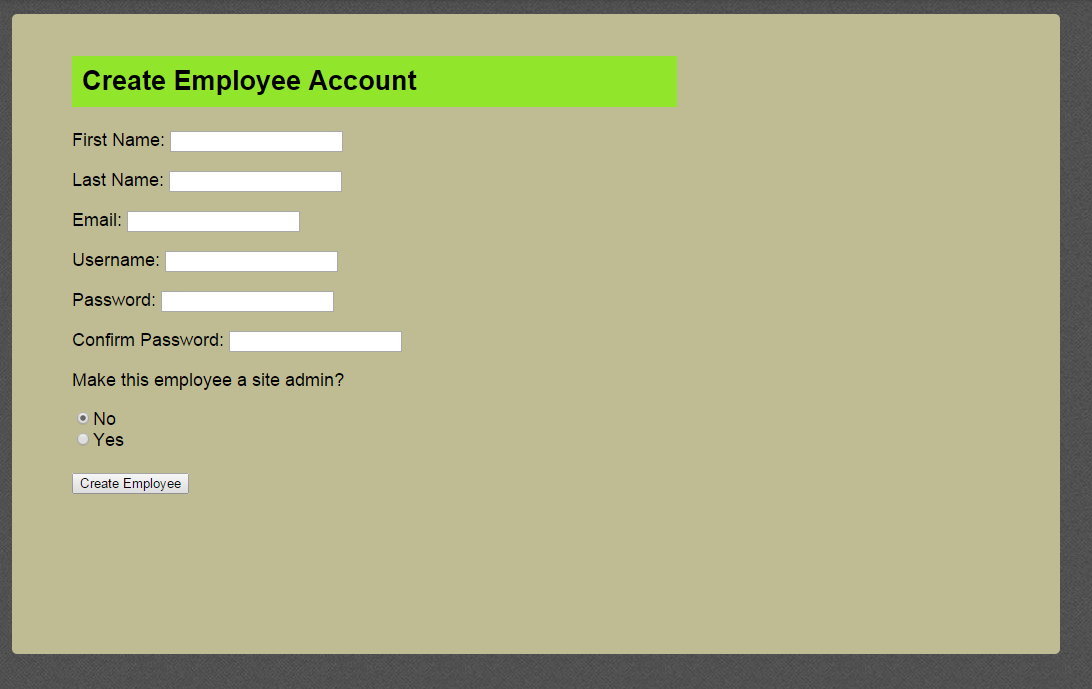 Create Employee Account
First Name:
Last Name:
Email:
Username:
Password:
Confirm Password:
Make this employee a site admin?
No
Yes
Create Employee